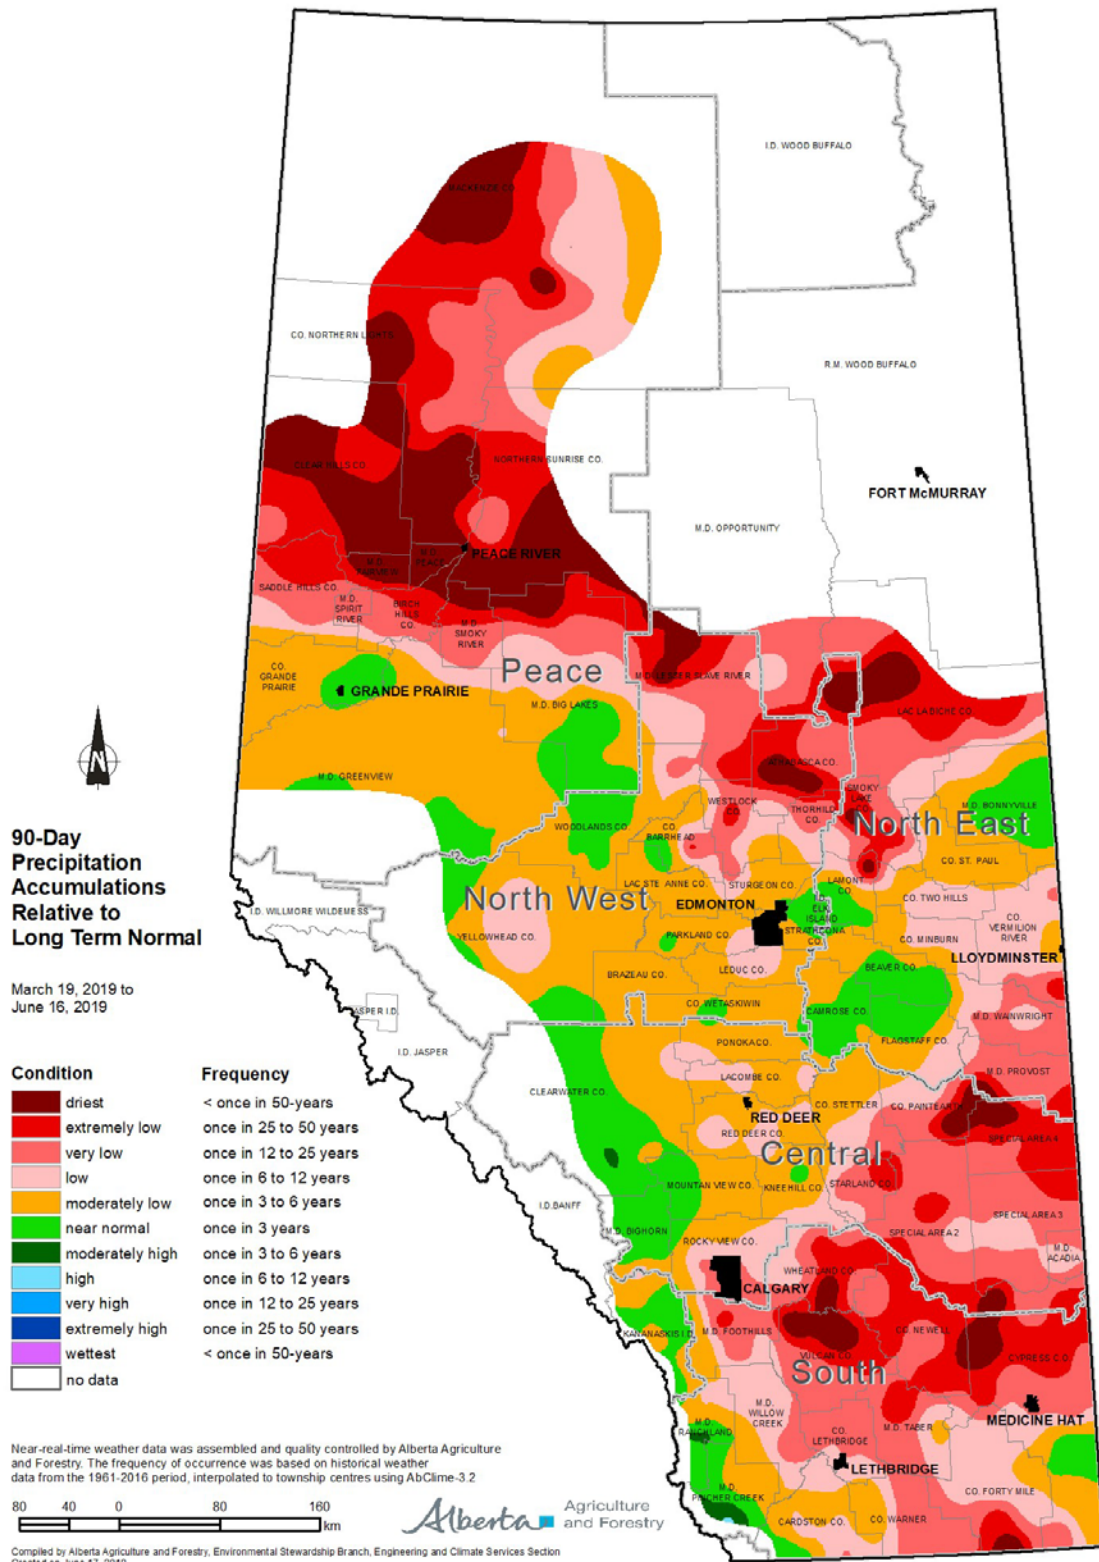 I.D. WOOD BUFFALO
MACKENZIE CO.
CO. NORTHERN LIGHTS
R.M. WOOD BUFFALO
CLEAR HILLS CO.
NORTHERN SUNRISE CO.
FORT McMURRAY
M.D. OPPORTUNITY
M.D. PEACE
PEACE RIVER
M.D. FAIRVIEW
SADDLE HILLS CO.
M.D. SPIRIT RIVER
BIRCH HILLS CO.
M.D. SMOKY RIVER
Peace
M.D. LESSER SLAVE RIVER
CO. GRANDE PRAIRIE
GRANDE PRAIRIE
M.D. BIG LAKES
LAC LA BICHE CO.
N
M.D. GREENVIEW
ATHABASCA CO.
WESTLOCK CO.
THORHILD CO.
SMOKY LAKE CO.
M.D. BONNYVILLE
North East
WOODLANDS CO.
CO. BARRHEAD
CO. ST. PAUL
LAC STE ANNE CO.
STURGEON CO.
LAMONT CO.
North West
EDMONTON
I.D. ELK ISLAND
CO. TWO HILLS
I.D. WILLMORE WILDERNESS
YELLOWHEAD CO.
PARKLAND CO.
STRATHCONA CO.
CO. MINBURN
CO. VERMILION RIVER
LLOYDMINSTER
BRAZEAU CO.
LEDUC CO.
BEAVER CO.
CO. WETASKIWIN
CAMROSE CO.
M.D. WAINWRIGHT
JASPER I.D.
I.D. JASPER
PONOKA CO.
FLAGSTAFF CO.
M.D. PROVOST
CLEARWATER CO.
LACOMBE CO.
RED DEER
CO. STETTLER
CO. PAINTEARTH
RED DEER CO.
SPECIAL AREA 4
Central
MOUNTAIN VIEW CO.
KNEEHILL CO.
STARLAND CO.
I.D. BANFF
M.D. BIGHORN
SPECIAL AREA 2
SPECIAL AREA 3
ROCKY VIEW CO.
M.D. ACADIA
WHEATLAND CO.
CALGARY
KANANASKIS I.D.
M.D. FOOTHILLS
CO. NEWELL
VULCAN CO.
CYPRESS CO.
South
M.D. WILLOW CREEK
M.D. RANCHLAND
M.D. TABER
MEDICINE HAT
CO. LETHBRIDGE
LETHBRIDGE
M.D. PINCHER CREEK
CO. FORTY MILE
CARDSTON CO.
CO. WARNER
90-Day
Precipitation
Accumulations
Relative to
Long Term Normal
March 19, 2019 to
June 16, 2019
Condition Frequency
driest < once in 50-years
extremely low once in 25 to 50 years
very low once in 12 to 25 years
low once in 6 to 12 years
moderately low once in 3 to 6 years
near normal once in 3 years
moderately high once in 3 to 6 years
high once in 6 to 12 years
very high once in 12 to 25 years
extremely high once in 25 to 50 years
wettest < once in 50-years
no data
Near-real-time weather data was assembled and quality controlled by Alberta Agriculture
and Forestry. The frequency of occurrence was based on historical weather
data from the 1961-2016 period, interpolated to township centres using AbClime-3.2
80 40 0 80 160
km
Alberta Agriculture
and Forestry
Compiled by Alberta Agriculture and Forestry, Environmental Stewardship Branch, Engineering and Climate Services Section
Created on June 17, 2019